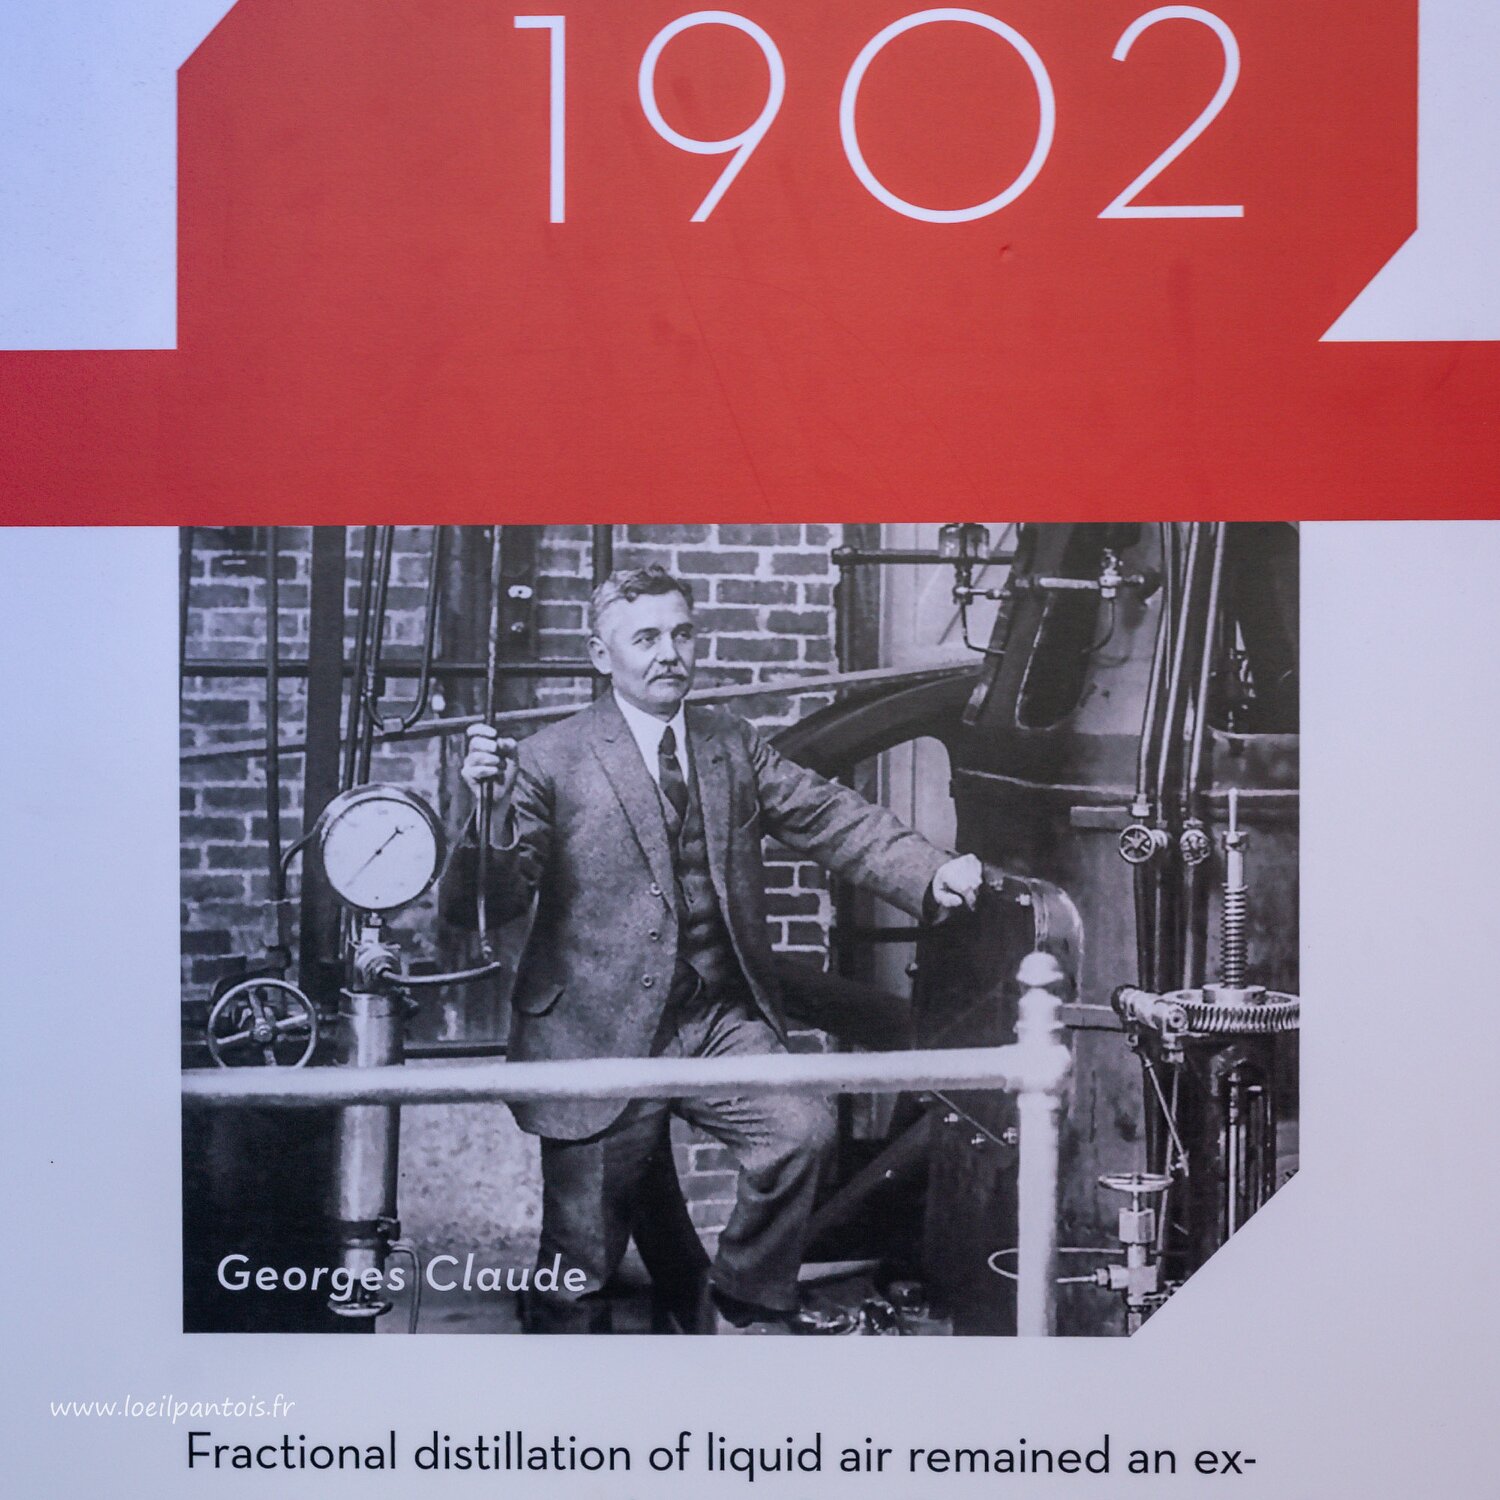 1902
Georges Claude
www.loeilpantois.fr
Fractional distillation of liquid air remained an ex-